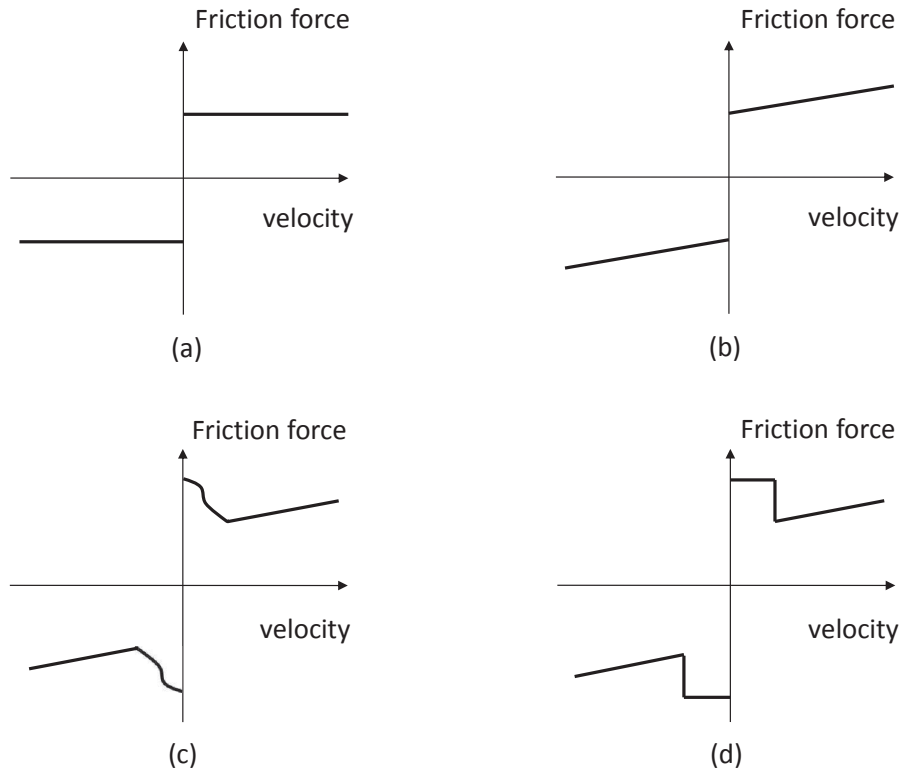 Friction force
velocity
(a)
Friction force
velocity
(b)
Friction force
velocity
(c)
Friction force
velocity
(d)